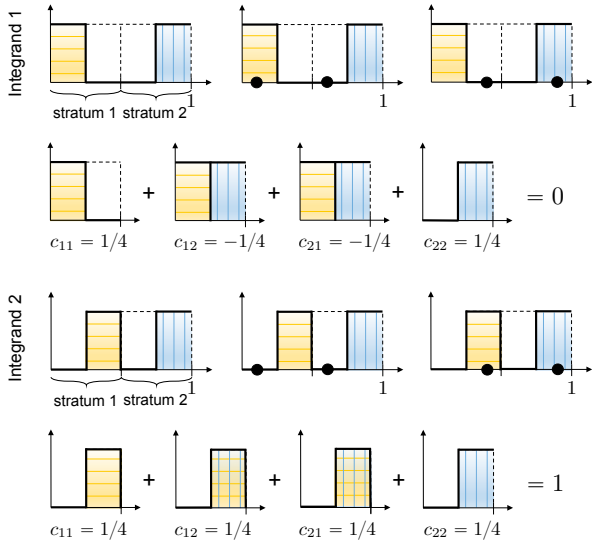 Integrand 1
1 1 1
stratum 1 stratum 2
+ + + = 0
c₁₁ = 1/4 c₁₂ = −1/4 c₂₁ = −1/4 c₂₂ = 1/4
Integrand 2
1 1 1
stratum 1 stratum 2
+ + + = 1
c₁₁ = 1/4 c₁₂ = 1/4 c₂₁ = 1/4 c₂₂ = 1/4